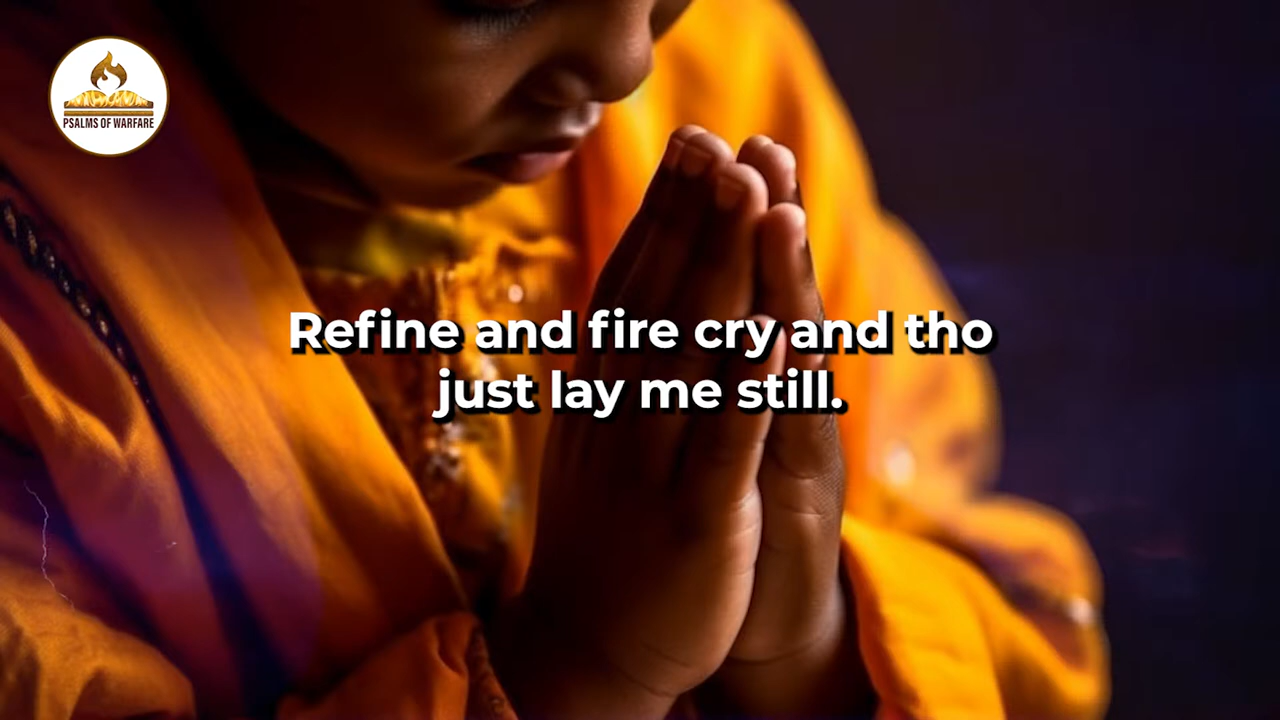 PSALMS OF WARFARE
Refine and fire cry and tho
just lay me still.